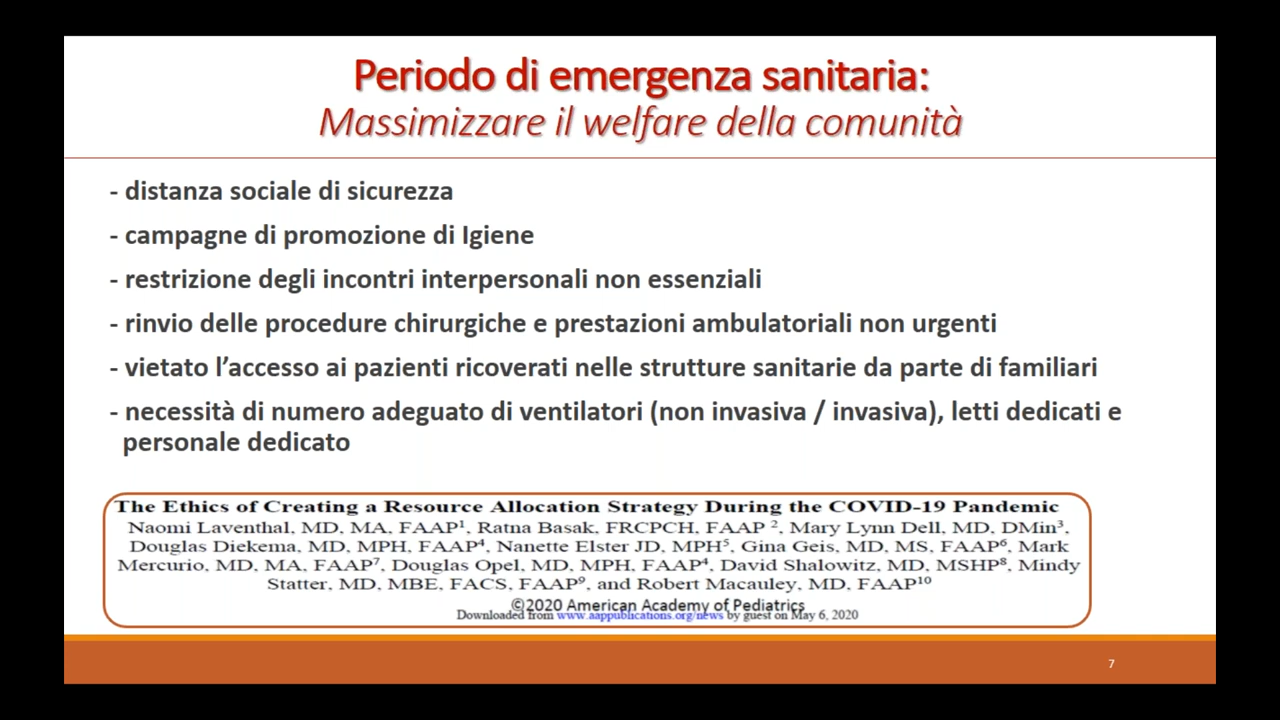 Periodo di emergenza sanitaria:
Massimizzare il welfare della comunità
- distanza sociale di sicurezza
- campagne di promozione di Igiene
- restrizione degli incontri interpersonali non essenziali
- rinvio delle procedure chirurgiche e prestazioni ambulatoriali non urgenti
- vietato l’accesso ai pazienti ricoverati nelle strutture sanitarie da parte di familiari
- necessità di numero adeguato di ventilatori (non invasiva / invasiva), letti dedicati e
personale dedicato
The Ethics of Creating a Resource Allocation Strategy During the COVID-19 Pandemic
Naomi Laventhal, MD, MA, FAAP¹, Ratna Basak, FRCPCH, FAAP ², Mary Lynn Dell, MD, DMin³,
Douglas Diekema, MD, MPH, FAAP⁴, Nanette Elster JD, MPH⁵, Gina Geis, MD, MS, FAAP⁶, Mark
Mercurio, MD, MA, FAAP⁷, Douglas Opel, MD, MPH, FAAP⁴, David Shalowitz, MD, MSHP⁸, Mindy
Statter, MD, MBE, FACS, FAAP⁹, and Robert Macauley, MD, FAAP¹⁰
©2020 American Academy of Pediatrics
Downloaded from www.aappublications.org/news by guest on May 6, 2020
7